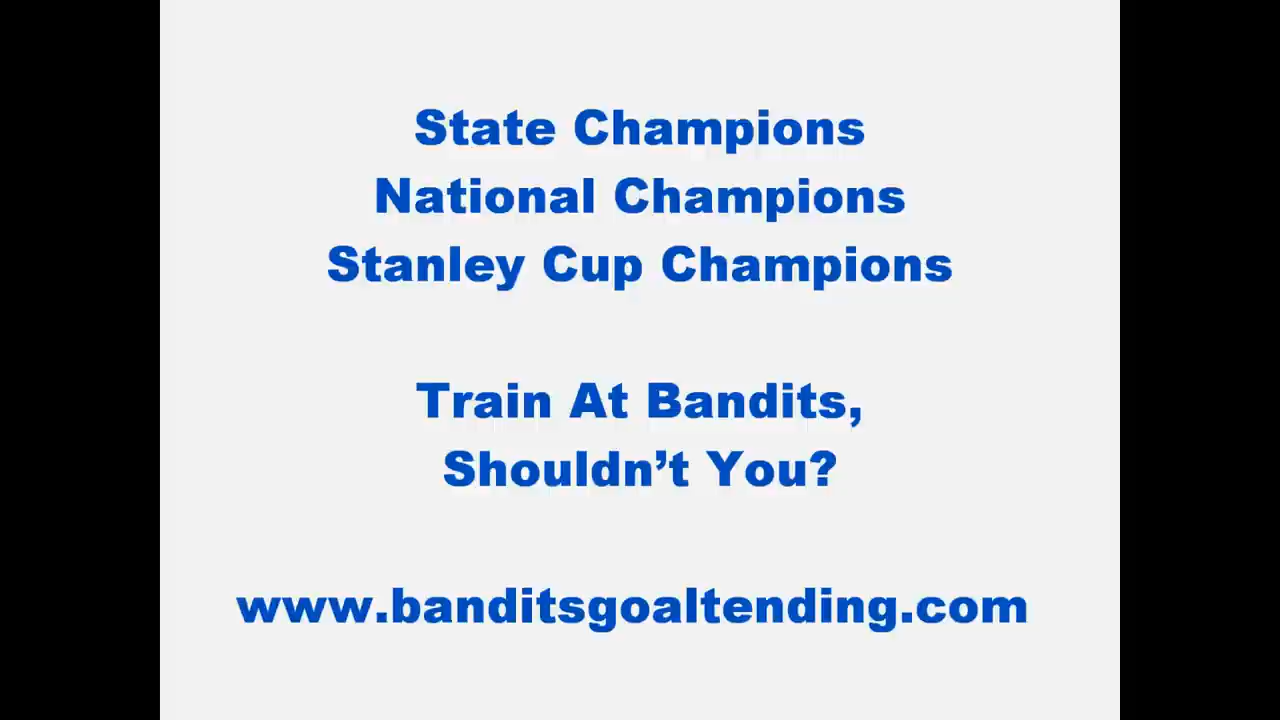 State Champions
National Champions
Stanley Cup Champions
Train At Bandits,
Shouldn’t You?
www.banditsgoaltending.com